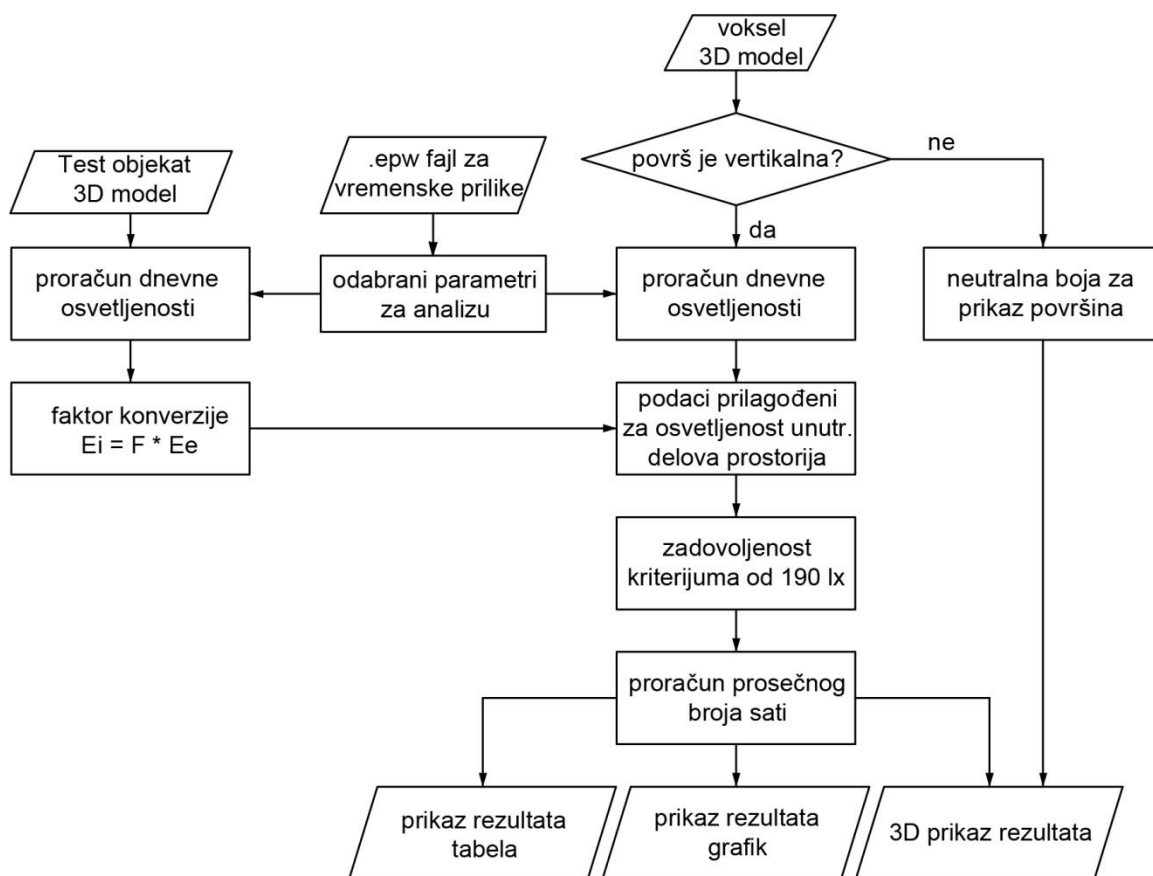 voksel
3D model
površ je vertikalna?
ne
da
Test objekat
3D model
.epw fajl za
vremenske prilike
proračun dnevne
osvetljenosti
odabrani parametri
za analizu
proračun dnevne
osvetljenosti
neutralna boja za
prikaz površina
faktor konverzije
Ei = F * Ee
podaci prilagođeni
za osvetljenost unutr.
delova prostorija
zadovoljenost
kriterijuma od 190 lx
proračun prosečnog
broja sati
prikaz rezultata
tabela
prikaz rezultata
grafik
3D prikaz rezultata